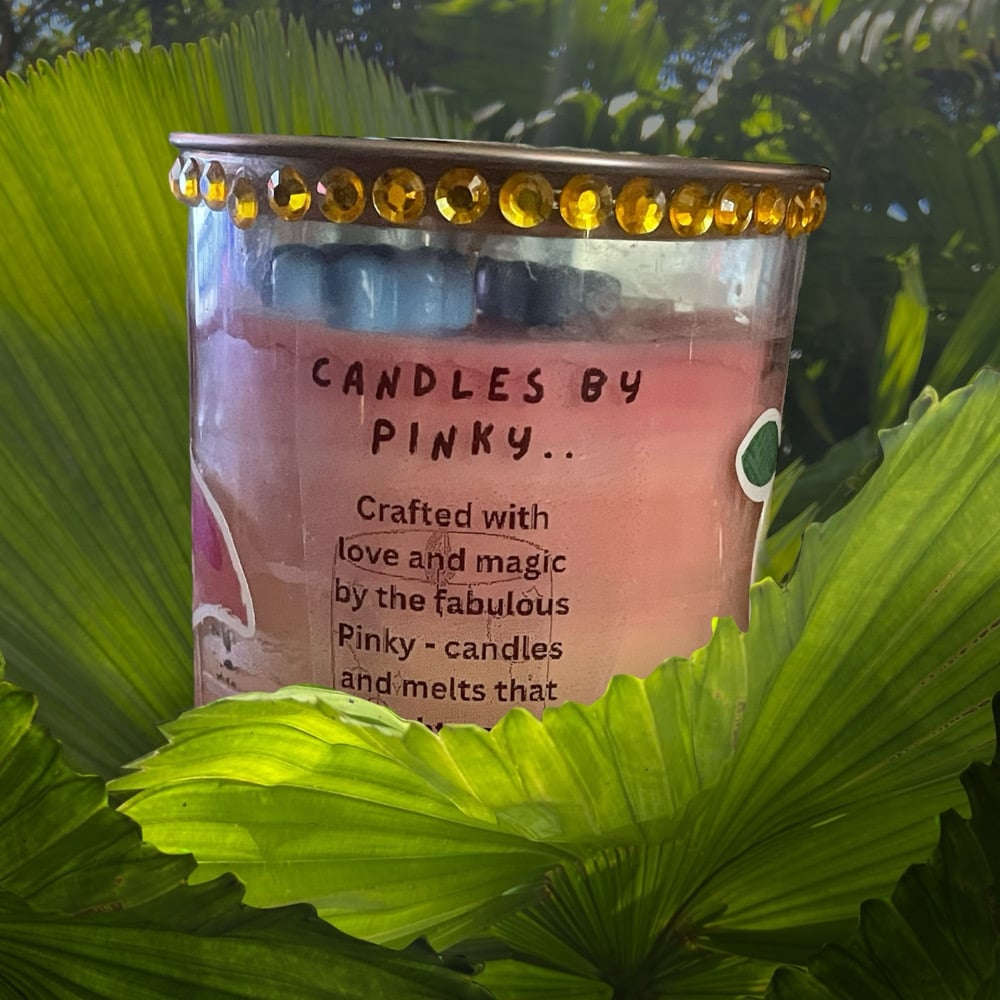 CANDLES BY
PINKY..
Crafted with
love and magic
by the fabulous
Pinky - candles
and melts that